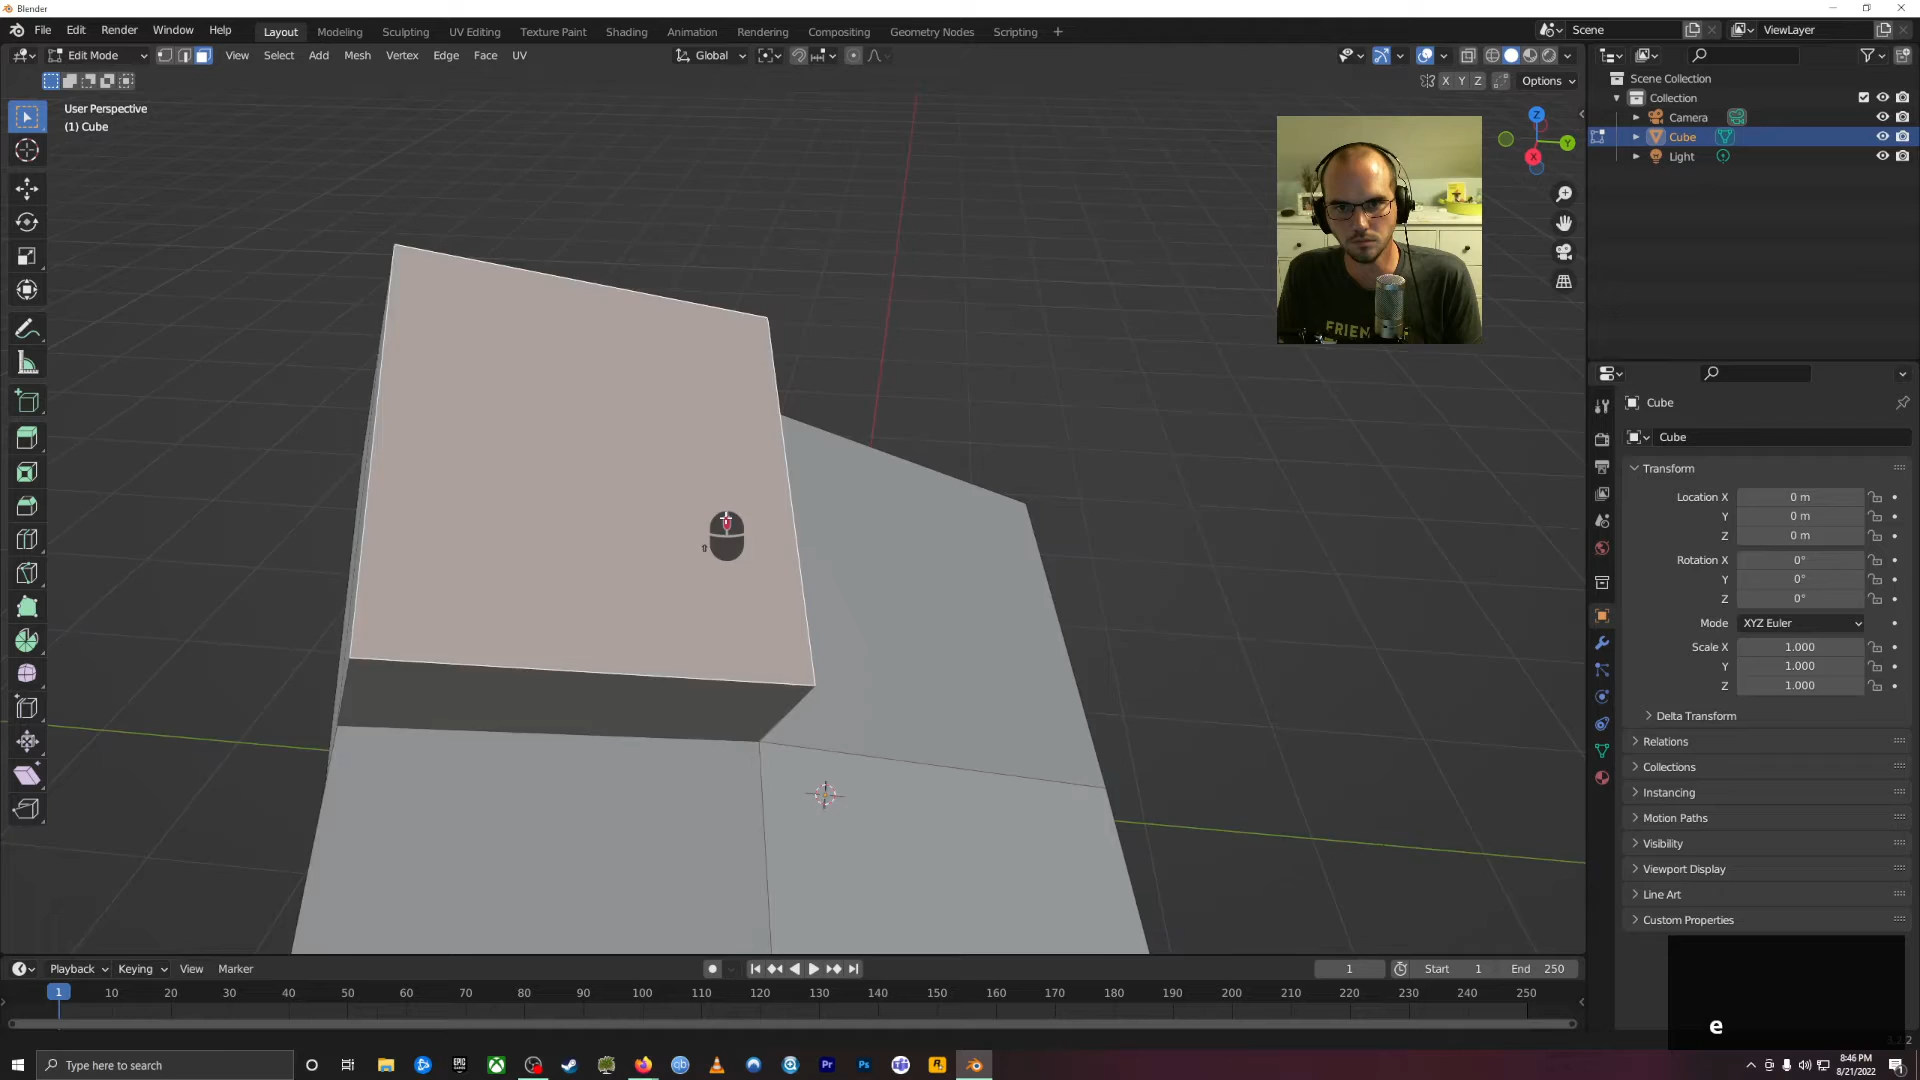 Blender
File Edit Render Window Help
Layout Modeling Sculpting UV Editing Texture Paint Shading Animation Rendering Compositing Geometry Nodes Scripting +
Scene
ViewLayer
Edit Mode
View Select Add Mesh Vertex Edge Face UV
Global
X Y Z Options
User Perspective
(1) Cube
Z
Y
X
FRIEN
Scene Collection
Collection
Camera
Cube
Light
Cube
Cube
Transform
Location X 0 m
Y 0 m
Z 0 m
Rotation X 0°
Y 0°
Z 0°
Mode XYZ Euler
Scale X 1.000
Y 1.000
Z 1.000
Delta Transform
Relations
Collections
Instancing
Motion Paths
Visibility
Viewport Display
Line Art
Custom Properties
e
Playback Keying View Marker
1 Start 1 End 250
1 10 20 30 40 50 60 70 80 90 100 110 120 130 140 150 160 170 180 190 200 210 220 230 240 250
Type here to search
Pr Ps
8:46 PM
8/21/2022